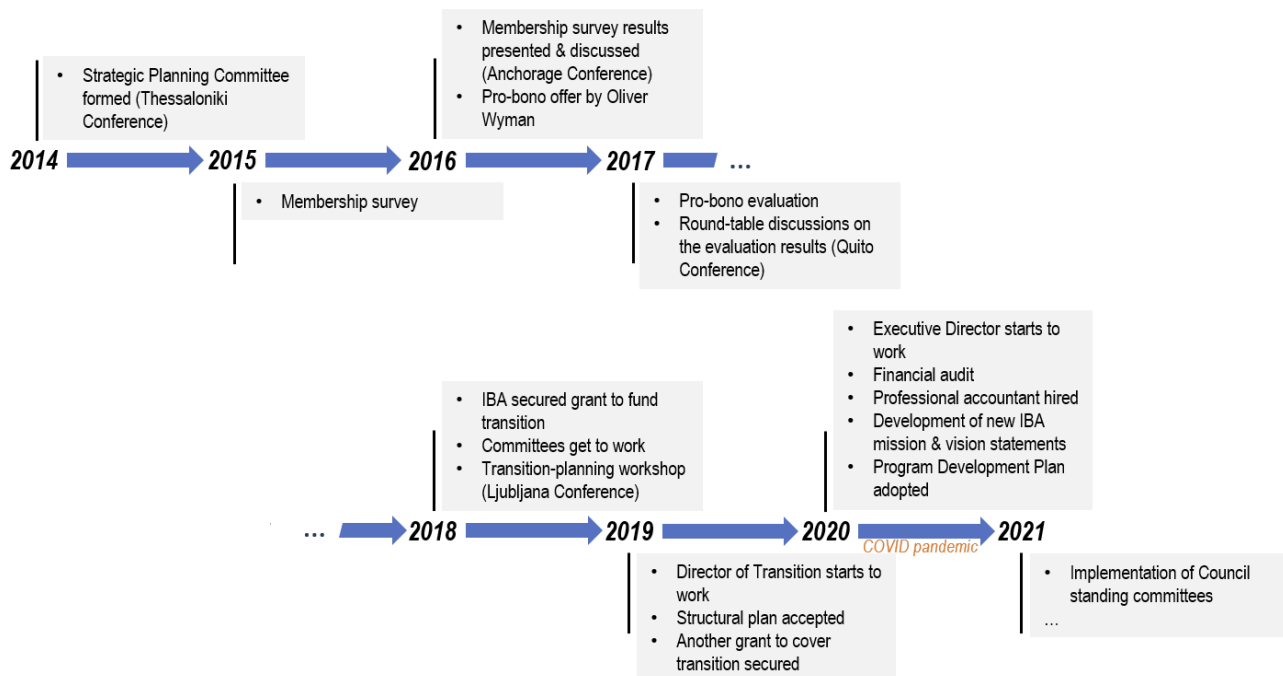 • Strategic Planning Committee
formed (Thessaloniki
Conference)
• Membership survey results
presented & discussed
(Anchorage Conference)
• Pro-bono offer by Oliver
Wyman
2014 2015 2016 2017 ...
• Membership survey
• Pro-bono evaluation
• Round-table discussions on
the evaluation results (Quito
Conference)
• IBA secured grant to fund
transition
• Committees get to work
• Transition-planning workshop
(Ljubljana Conference)
• Executive Director starts to
work
• Financial audit
• Professional accountant hired
• Development of new IBA
mission & vision statements
• Program Development Plan
adopted
... 2018 2019 2020 2021
COVID pandemic
• Director of Transition starts to
work
• Structural plan accepted
• Another grant to cover
transition secured
• Implementation of Council
standing committees
...